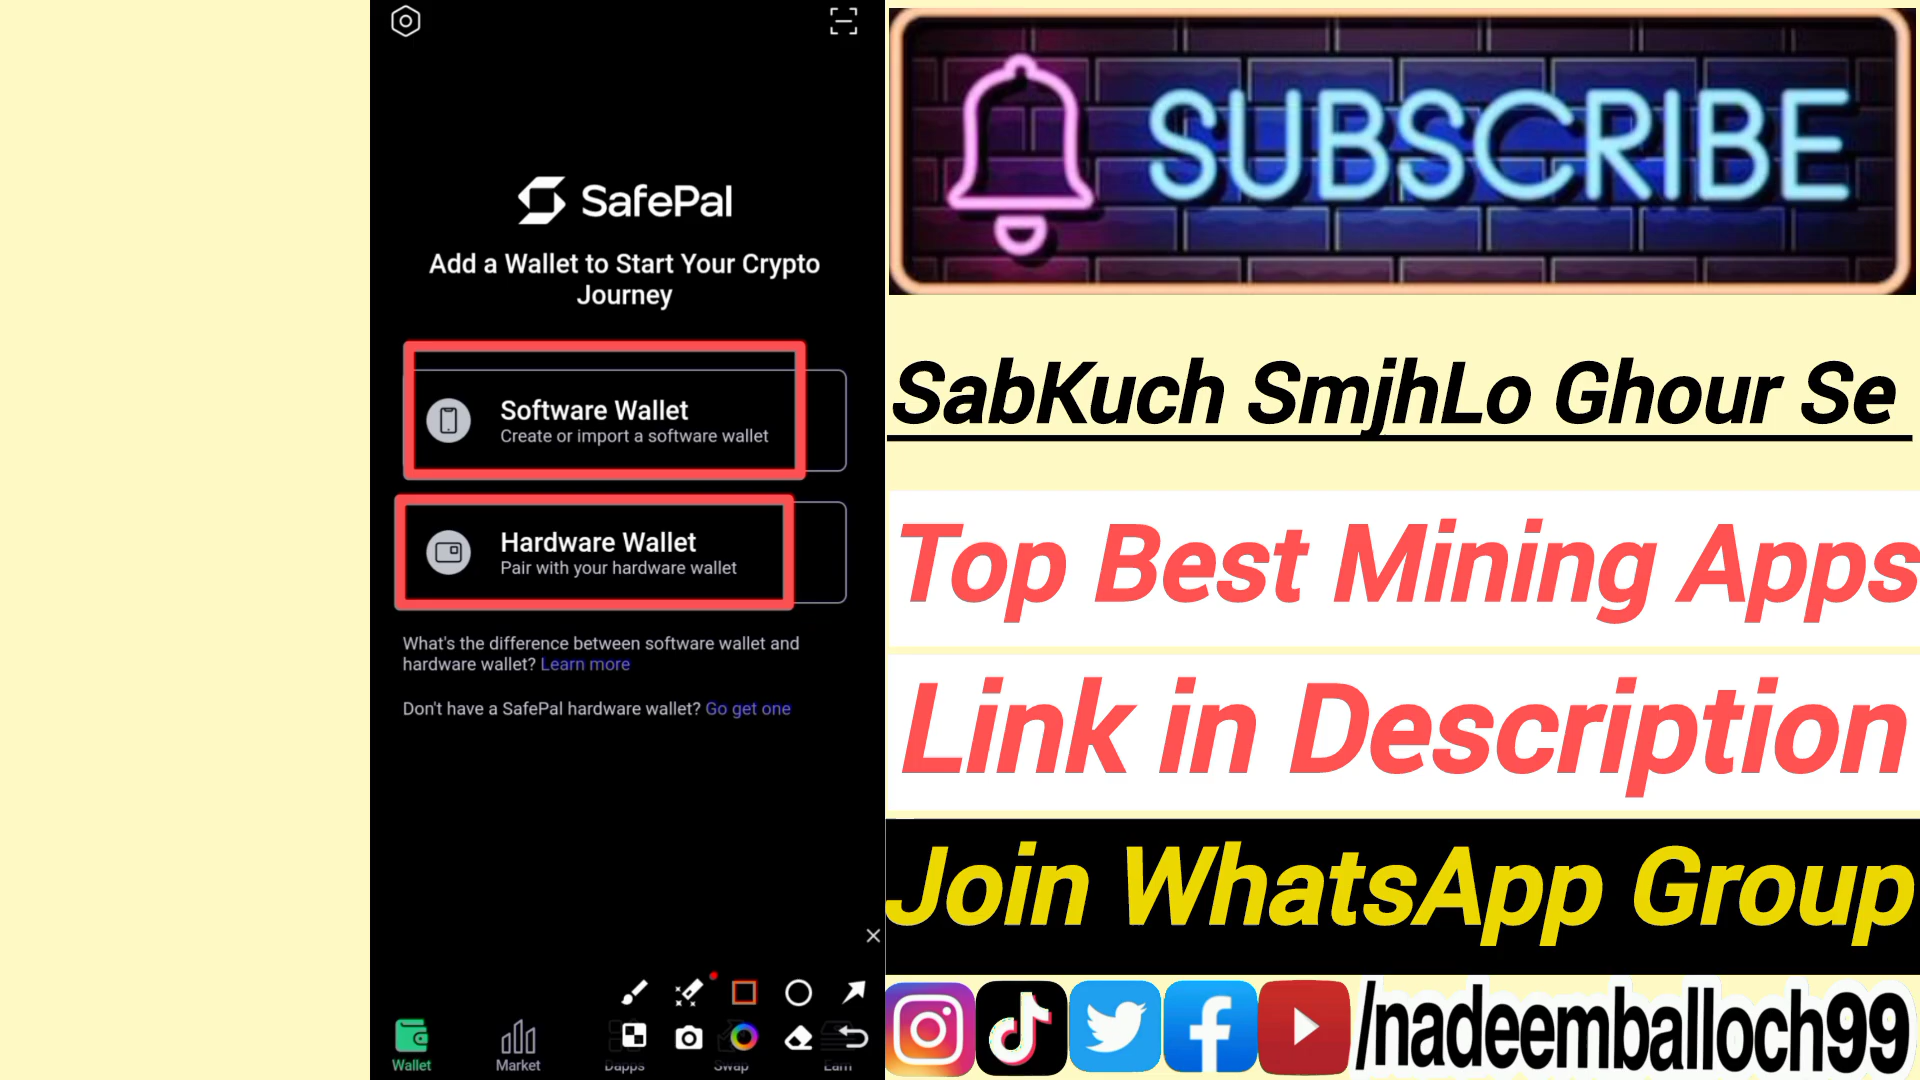 SafePal
Add a Wallet to Start Your Crypto
Journey
Software Wallet
Create or import a software wallet
Hardware Wallet
Pair with your hardware wallet
What's the difference between software wallet and
hardware wallet? Learn more
Don't have a SafePal hardware wallet? Go get one
Wallet
Market
Dapps
Swap
Earn
SUBSCRIBE
SabKuch SmjhLo Ghour Se
Top Best Mining Apps
Link in Description
Join WhatsApp Group
/nadeemballoch99